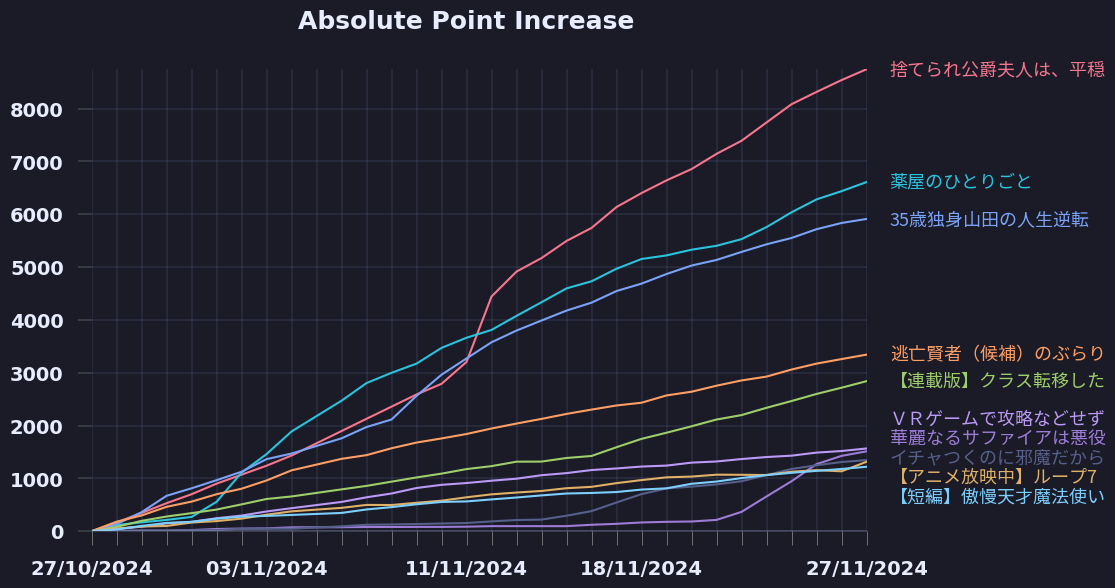 Absolute Point Increase
捨てられ公爵夫人は、平穏
8000
7000
薬屋のひとりごと
6000
35歳独身山田の人生逆転
5000
4000
逃亡賢者（候補）のぶらり
3000
【連載版】クラス転移した
2000
ＶＲゲームで攻略などせず
華麗なるサファイアは悪役
イチャつくのに邪魔だから
1000
【アニメ放映中】ループ7
【短編】傲慢天才魔法使い
0
27/10/2024
03/11/2024
11/11/2024
18/11/2024
27/11/2024